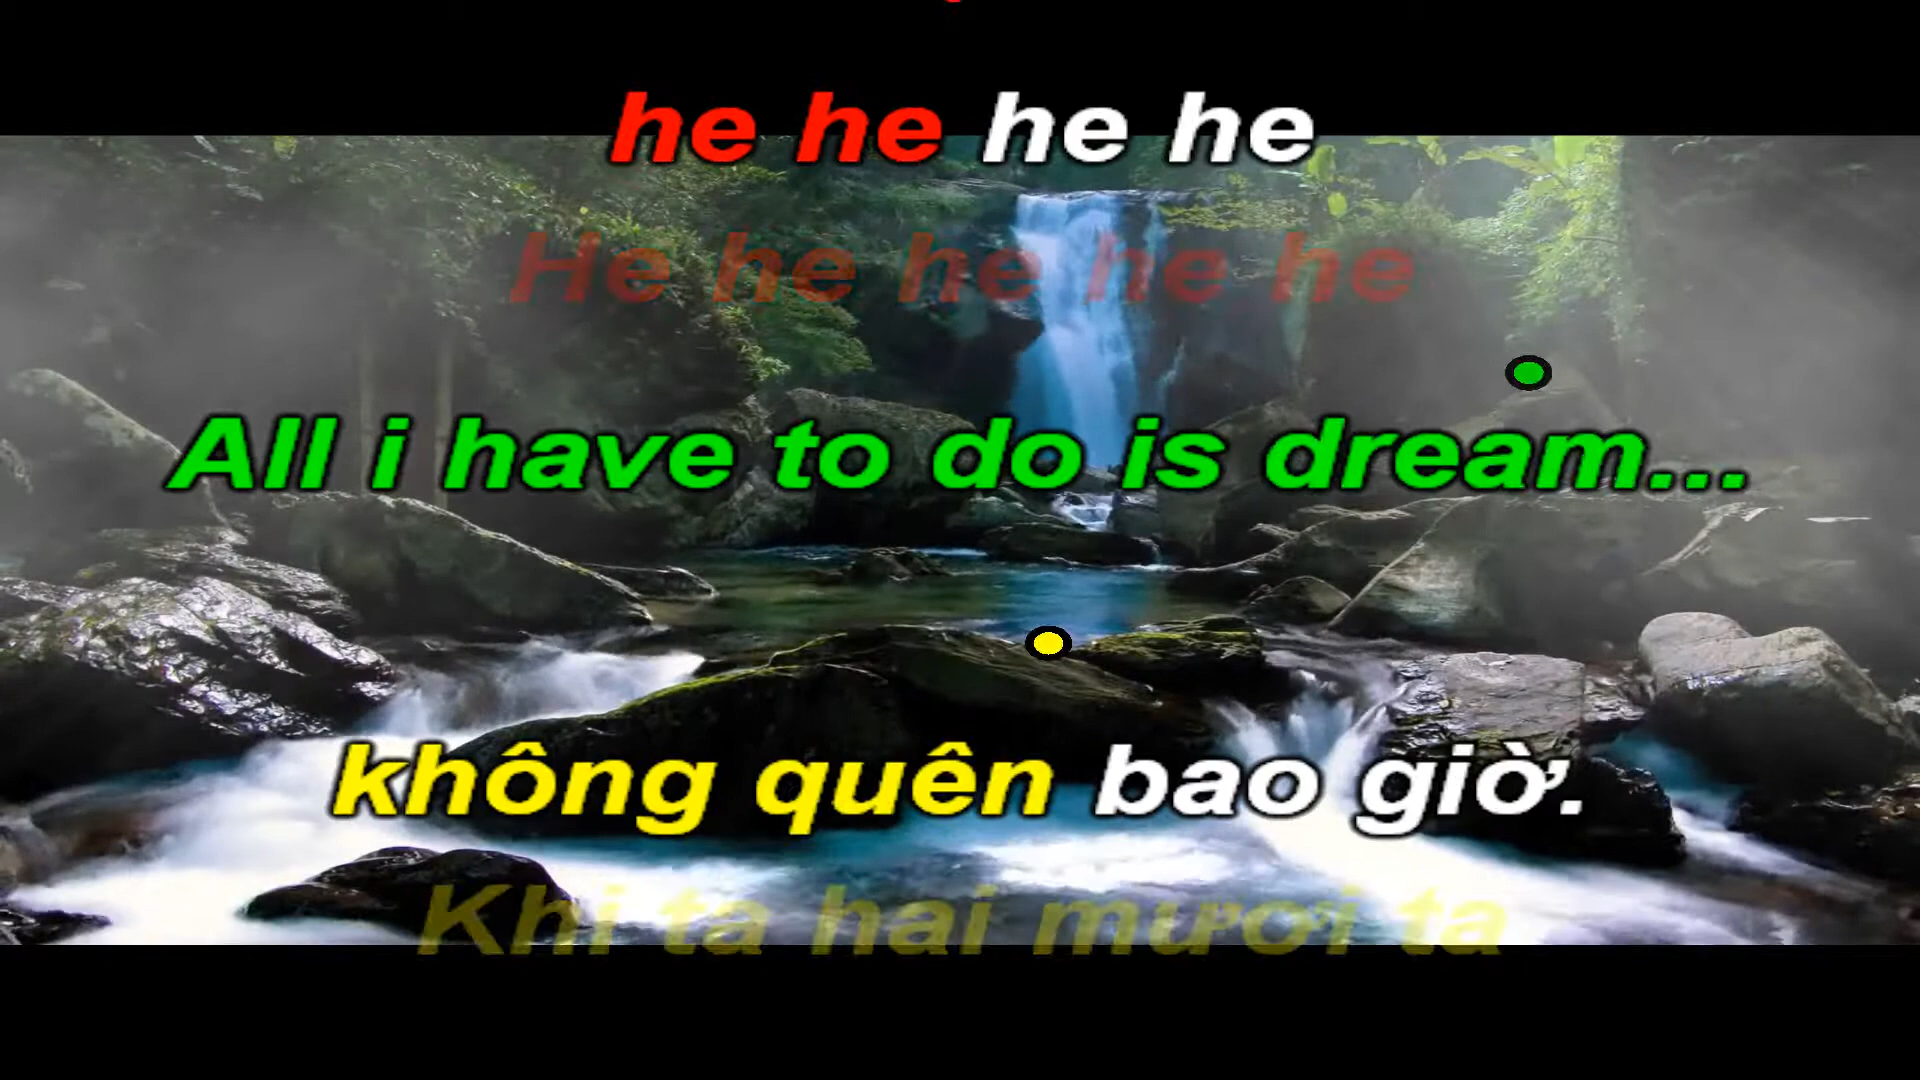 he he he he
He he he he he
All i have to do is dream...
không quên bao giờ.
Khi ta hai mươi ta